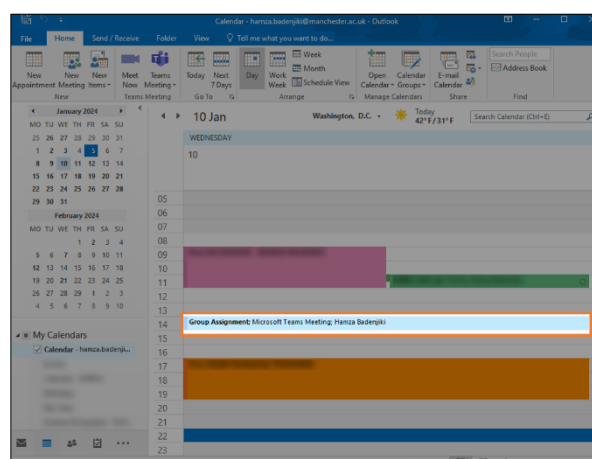 Calendar - hamza.badenjiki@manchester.ac.uk - Outlook
File Home Send / Receive Folder View Tell me what you want to do...
New Appointment
New Meeting
New Items
Meet Now
Teams Meeting
Today
Next 7 Days
Day
Work Week
Week
Month
Schedule View
Open Calendar
Calendar Groups
E-mail Calendar
Search People
Address Book
New Teams Meeting Go To Arrange Manage Calendars Share Find
January 2024
MO TU WE TH FR SA SU
25 26 27 28 29 30 31
1 2 3 4 5 6 7
8 9 10 11 12 13 14
15 16 17 18 19 20 21
22 23 24 25 26 27 28
29 30 31
February 2024
MO TU WE TH FR SA SU
1 2 3 4
5 6 7 8 9 10
12 13 14 15 16 17 18
19 20 21 22 23 24 25
26 27 28 29 1 2 3
4 5 6 7 8 9 10
My Calendars
Calendar - hamza.badenji...
10 Jan Washington, D.C. Today 42° F / 31° F Search Calendar (Ctrl+E)
WEDNESDAY
10
05
06
07
08
09
10
11
12
13
14 Group Assignment; Microsoft Teams Meeting; Hamza Badenjiki
15
16
17
18
19
20
21
22
23